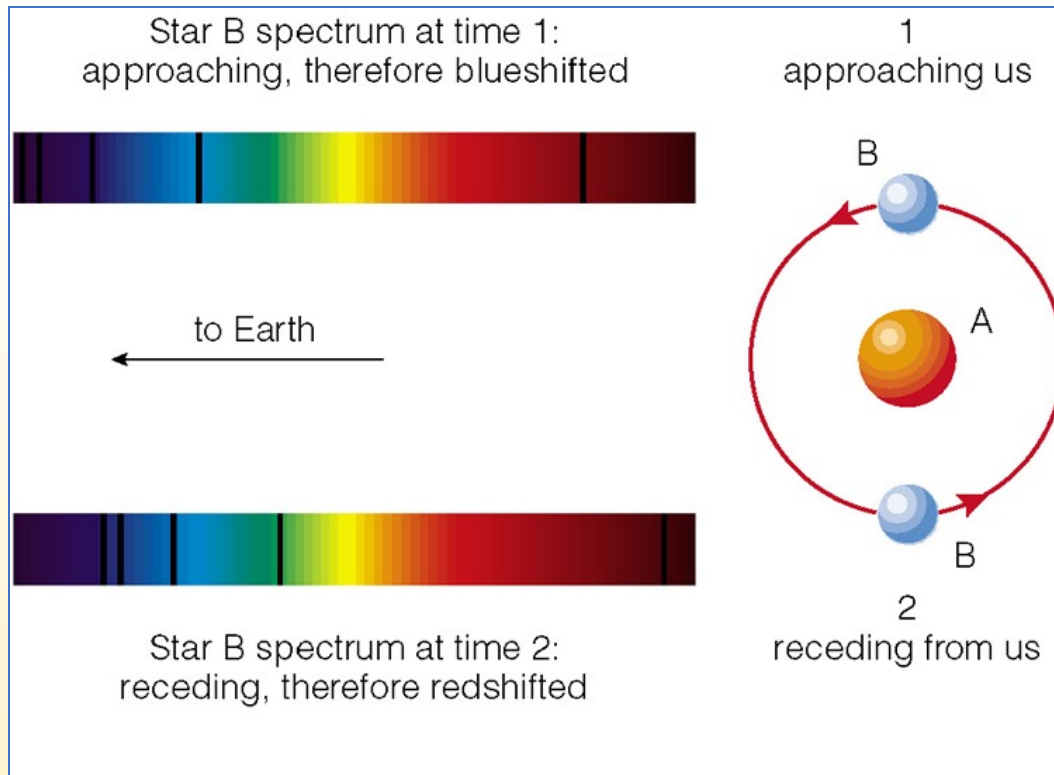 Star B spectrum at time 1:
approaching, therefore blueshifted
1
approaching us
B
A
to Earth
B
2
receding from us
Star B spectrum at time 2:
receding, therefore redshifted